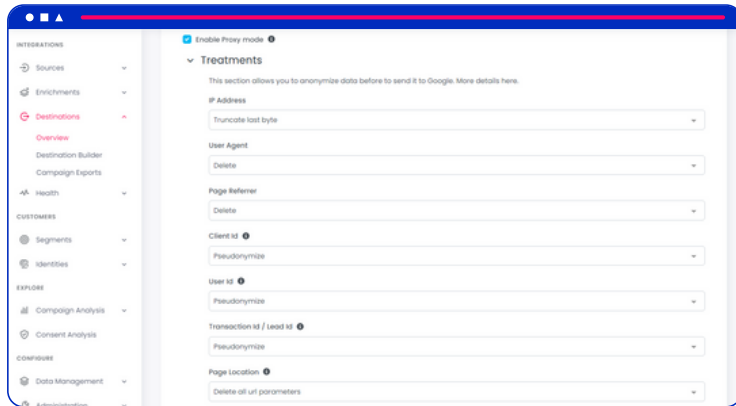 INTEGRATIONS
Sources
Enrichments
Destinations
Overview
Destination Builder
Campaign Exports
Health
CUSTOMERS
Segments
Identities
EXPLORE
Campaign Analysis
Consent Analysis
CONFIGURE
Data Management
Administration
Enable Proxy mode
Treatments
This section allows you to anonymize data before to send it to Google. More details here.
IP Address
Truncate last byte
User Agent
Delete
Page Referrer
Delete
Client Id
Pseudonymize
User Id
Pseudonymize
Transaction Id / Lead Id
Pseudonymize
Page Location
Delete all url parameters